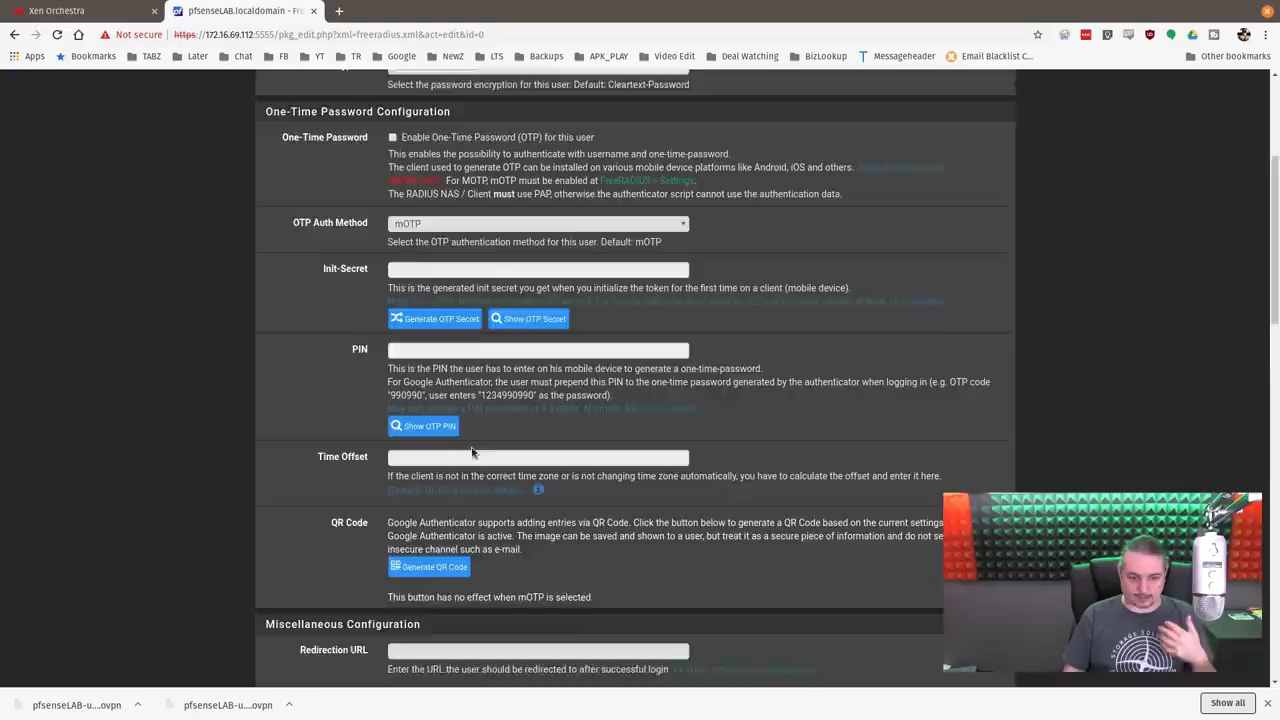 Xen Orchestra
pfsenseLAB.localdomain - Fr
Not secure
https://172.16.69.112:5555/pkg_edit.php?xml=freeradius.xml&act=edit&id=0
Apps
Bookmarks
TABZ
Later
Chat
FB
YT
TR
Google
NewZ
LTS
Backups
APK_PLAY
Video Edit
Deal Watching
BizLookup
Messageheader
Email Blacklist C...
Other bookmarks
Select the password encryption for this user. Default: Cleartext-Password
One-Time Password Configuration
One-Time Password
Enable One-Time Password (OTP) for this user
This enables the possibility to authenticate with username and one-time-password.
The client used to generate OTP can be installed on various mobile device platforms like Android, iOS and others.
For MOTP, mOTP must be enabled at FreeRADIUS > Settings.
The RADIUS NAS / Client must use PAP, otherwise the authenticator script cannot use the authentication data.
OTP Auth Method
mOTP
Select the OTP authentication method for this user. Default: mOTP
Init-Secret
This is the generated init secret you get when you initialize the token for the first time on a client (mobile device).
Generate OTP Secret
Show OTP Secret
PIN
This is the PIN the user has to enter on his mobile device to generate a one-time-password.
For Google Authenticator, the user must prepend this PIN to the one-time password generated by the authenticator when logging in (e.g. OTP code
"990990", user enters "1234990990" as the password).
Show OTP PIN
Time Offset
If the client is not in the correct time zone or is not changing time zone automatically, you have to calculate the offset and enter it here.
QR Code
Google Authenticator supports adding entries via QR Code. Click the button below to generate a QR Code based on the current settings
Google Authenticator is active. The image can be saved and shown to a user, but treat it as a secure piece of information and do not se
insecure channel such as e-mail.
Generate QR Code
This button has no effect when mOTP is selected
Miscellaneous Configuration
Redirection URL
Enter the URL the user should be redirected to after successful login
STORAGE
pfsenseLAB-u....ovpn
pfsenseLAB-u....ovpn
Show all